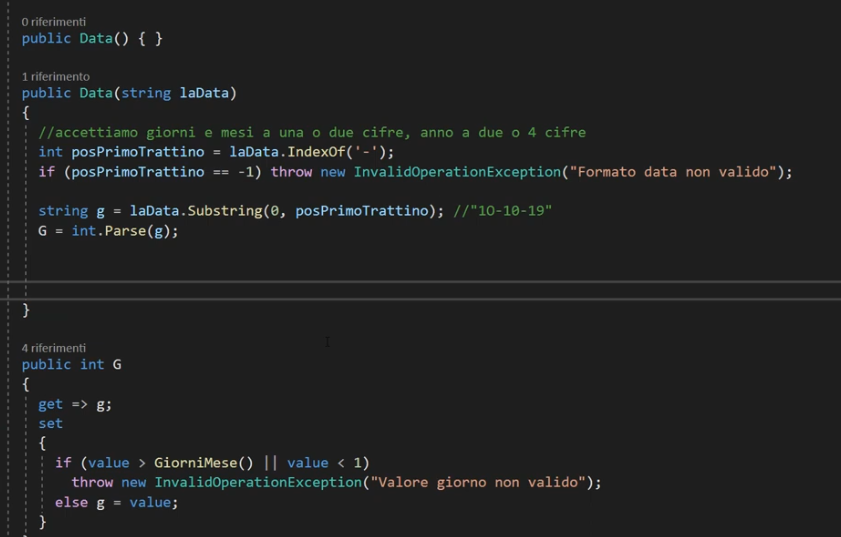 0 riferimenti
public Data() { }
1 riferimento
public Data(string laData)
{
//accettiamo giorni e mesi a una o due cifre, anno a due o 4 cifre
int posPrimoTrattino = laData.IndexOf('-');
if (posPrimoTrattino == -1) throw new InvalidOperationException("Formato data non valido");
string g = laData.Substring(0, posPrimoTrattino); //"1O-10-19"
G = int.Parse(g);
}
4 riferimenti
public int G
{
get => g;
set
{
if (value > GiorniMese() || value < 1)
throw new InvalidOperationException("Valore giorno non valido");
else g = value;
}